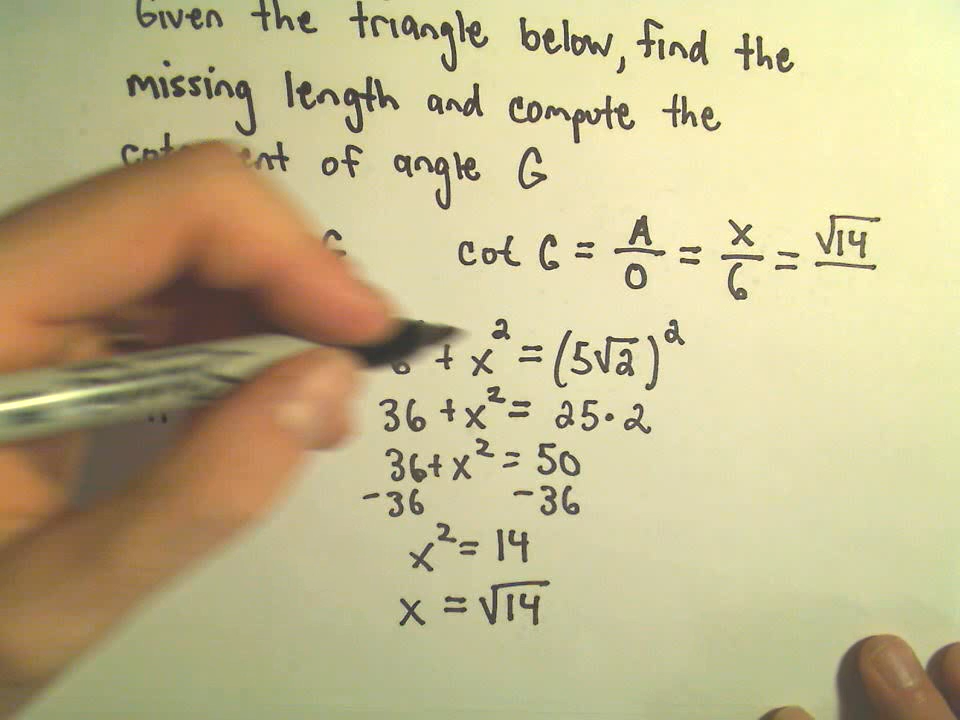 Given the triangle below, find the
missing length and compute the
of angle G
G
cot G = A/O = x/6 = √14
+ x² = (5√2)²
36 + x² = 25·2
36 + x² = 50
-36 -36
x² = 14
x = √14